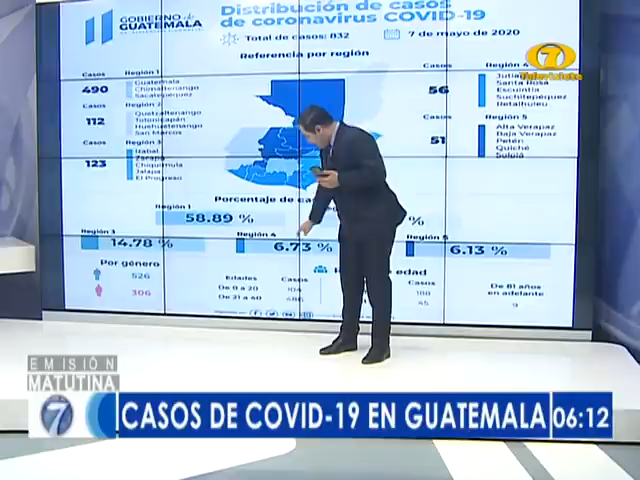 GOBIERNO de
GUATEMALA
Distribución de casos
de coronavirus COVID-19
Total de casos: 832
7 de mayo de 2020
Referencia por región
Casos
490
Región 1
Guatemala
Chimaltenango
Sacatepéquez
Casos
112
Región 2
Quetzaltenango
Totonicapán
Huehuetenango
San Marcos
Casos
123
Región 3
Izabal
Zacapa
Chiquimula
Jalapa
El Progreso
Casos
56
Región 4
Jutiapa
Santa Rosa
Escuintla
Suchitepéquez
Retalhuleu
7
Televisiete
Casos
51
Región 5
Alta Verapaz
Baja Verapaz
Petén
Quiché
Sololá
Porcentaje de
Región 1
58.89 %
%
Región 3
14.78 %
Región 4
6.73 %
Región 5
6.13 %
Por género
526
306
edad
Edades
Casos
De 0 a 20
104
De 21 a 40
486
Casos
188
45
De 81 años
en adelante
9
EMISIÓN
MATUTINA
7
CASOS DE COVID-19 EN GUATEMALA
06:12